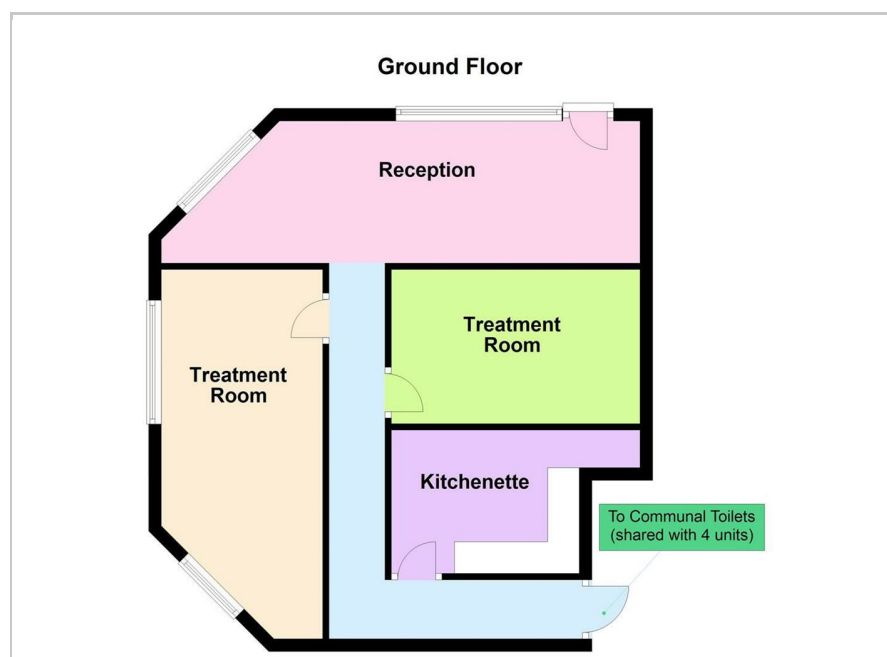 Ground Floor
Reception
Treatment
Room
Treatment
Room
Kitchenette
To Communal Toilets
(shared with 4 units)